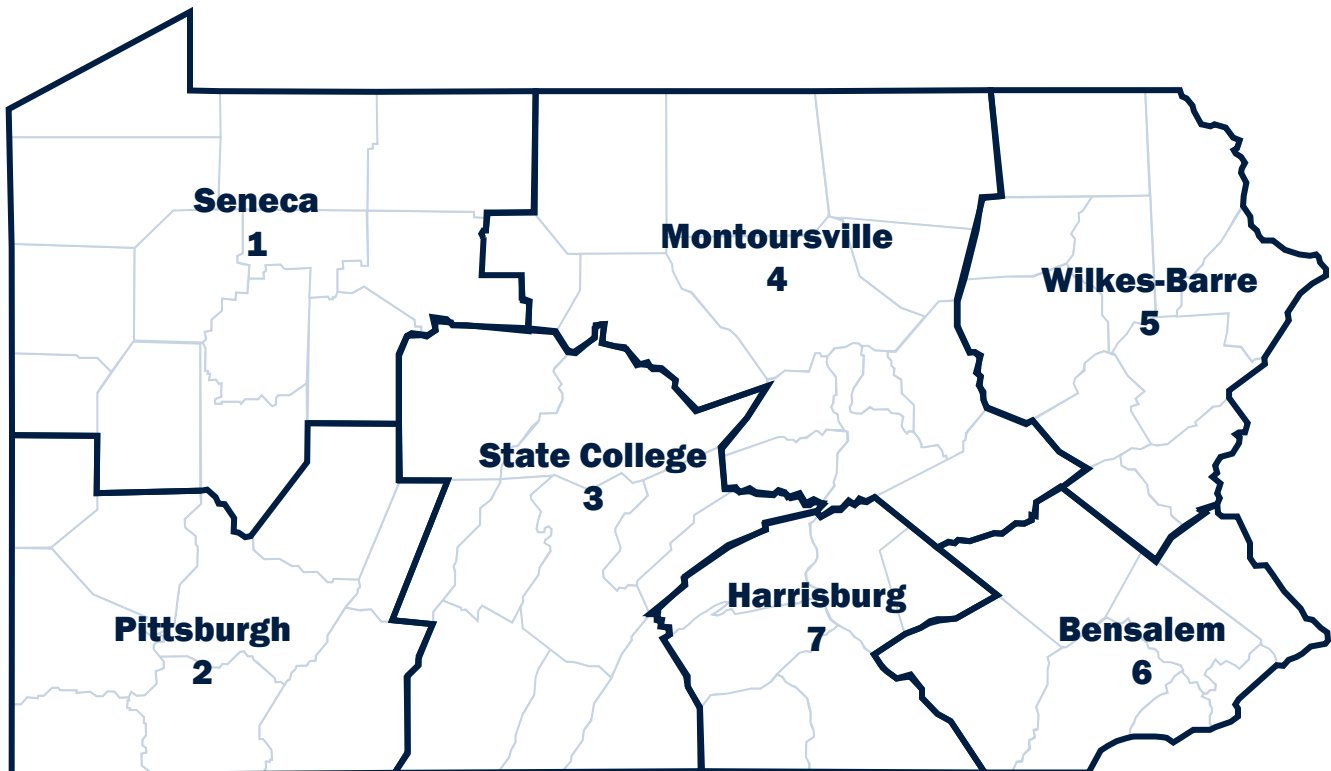 Seneca
1
Montoursville
4
Wilkes-Barre
5
State College
3
Harrisburg
7
Pittsburgh
2
Bensalem
6